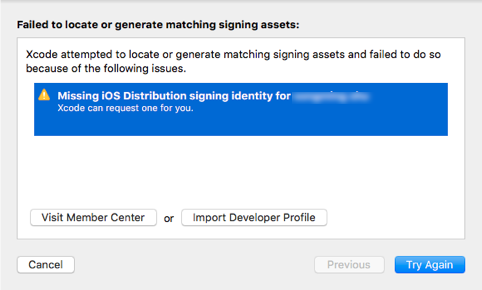 Failed to locate or generate matching signing assets:
Xcode attempted to locate or generate matching signing assets and failed to do so
because of the following issues.
Missing iOS Distribution signing identity for
Xcode can request one for you.
Visit Member Center or Import Developer Profile
Cancel Previous Try Again